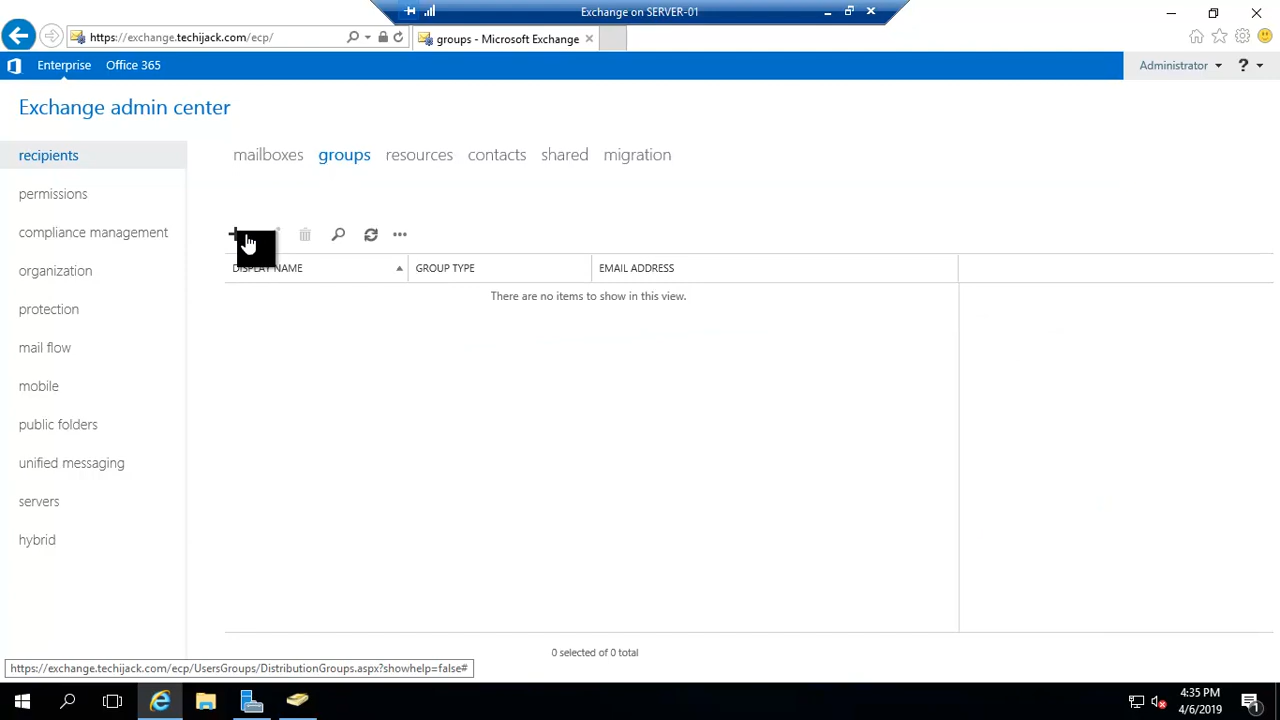 Exchange on SERVER-01
https://exchange.techijack.com/ecp/
groups - Microsoft Exchange
Enterprise
Office 365
Administrator
?
Exchange admin center
recipients
permissions
compliance management
organization
protection
mail flow
mobile
public folders
unified messaging
servers
hybrid
mailboxes groups resources contacts shared migration
DISPLAY NAME GROUP TYPE EMAIL ADDRESS
There are no items to show in this view.
0 selected of 0 total
https://exchange.techijack.com/ecp/UsersGroups/DistributionGroups.aspx?showhelp=false#
4:35 PM
4/6/2019
1